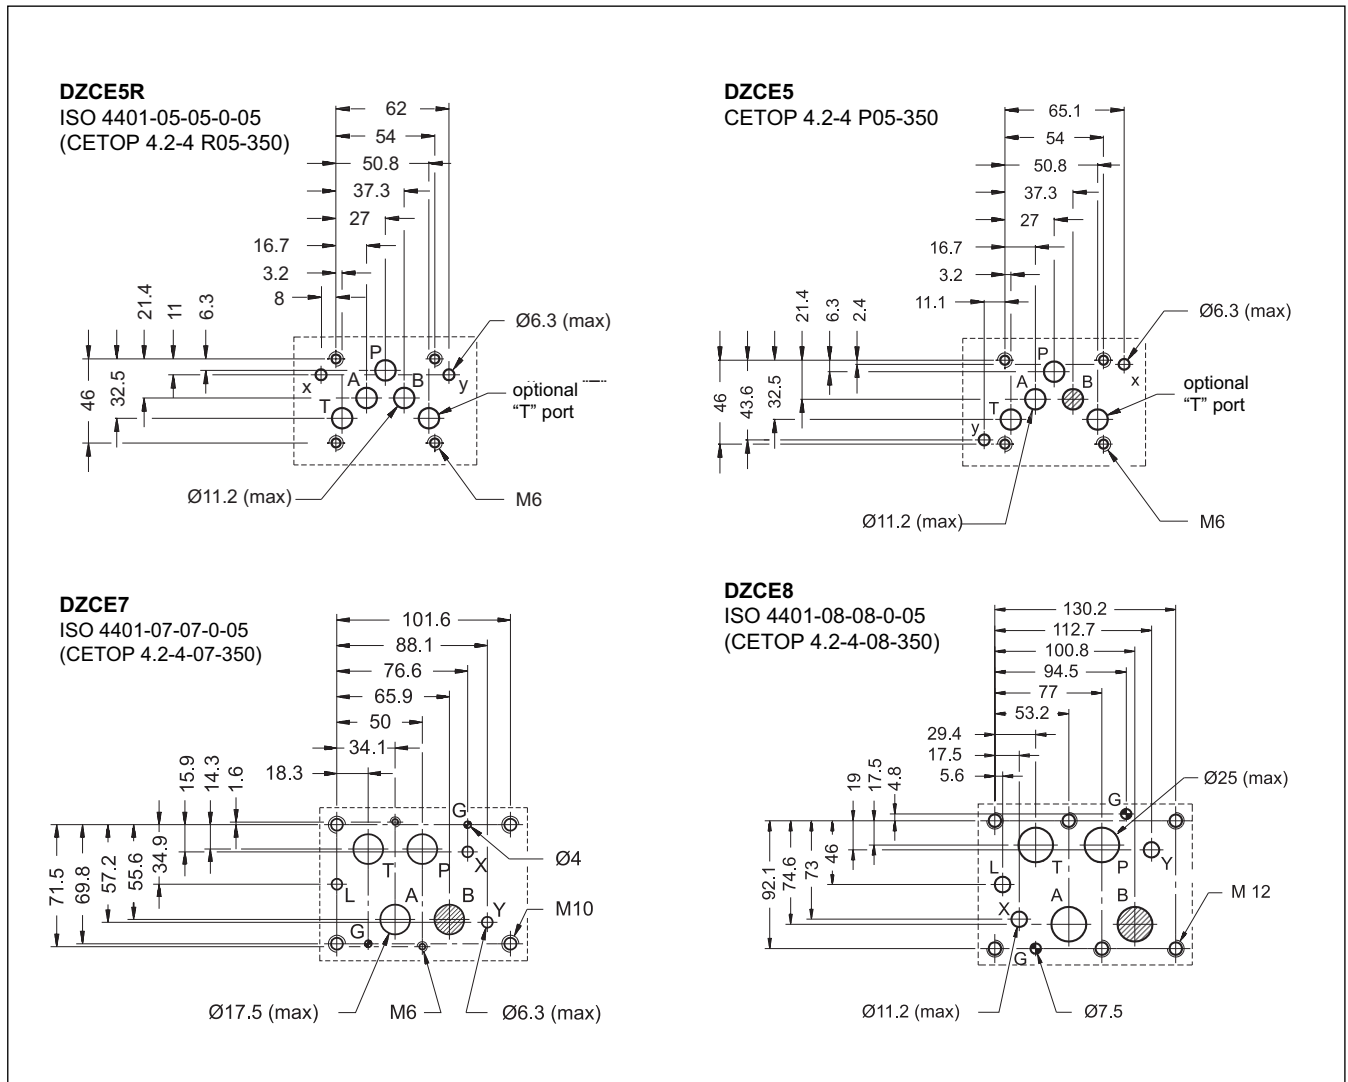 DZCE5R
ISO 4401-05-05-0-05
(CETOP 4.2-4 R05-350)
62
54
50.8
37.3
27
16.7
3.2
8
21.4
11
6.3
46
32.5
P
x
A
B
y
T
Ø6.3 (max)
optional
“T” port
Ø11.2 (max)
M6
DZCE5
CETOP 4.2-4 P05-350
65.1
54
50.8
37.3
27
16.7
3.2
11.1
21.4
6.3
2.4
46
43.6
32.5
P
A
B
x
T
y
Ø6.3 (max)
optional
“T” port
Ø11.2 (max)
M6
DZCE7
ISO 4401-07-07-0-05
(CETOP 4.2-4-07-350)
101.6
88.1
76.6
65.9
50
34.1
18.3
15.9
14.3
1.6
71.5
69.8
57.2
55.6
34.9
G
T
P
X
L
A
B
Y
G
Ø4
M10
Ø17.5 (max)
M6
Ø6.3 (max)
DZCE8
ISO 4401-08-08-0-05
(CETOP 4.2-4-08-350)
130.2
112.7
100.8
94.5
77
53.2
29.4
17.5
5.6
19
17.5
4.8
92.1
74.6
73
46
G
T
P
Y
L
A
B
X
G
Ø25 (max)
M 12
Ø11.2 (max)
Ø7.5